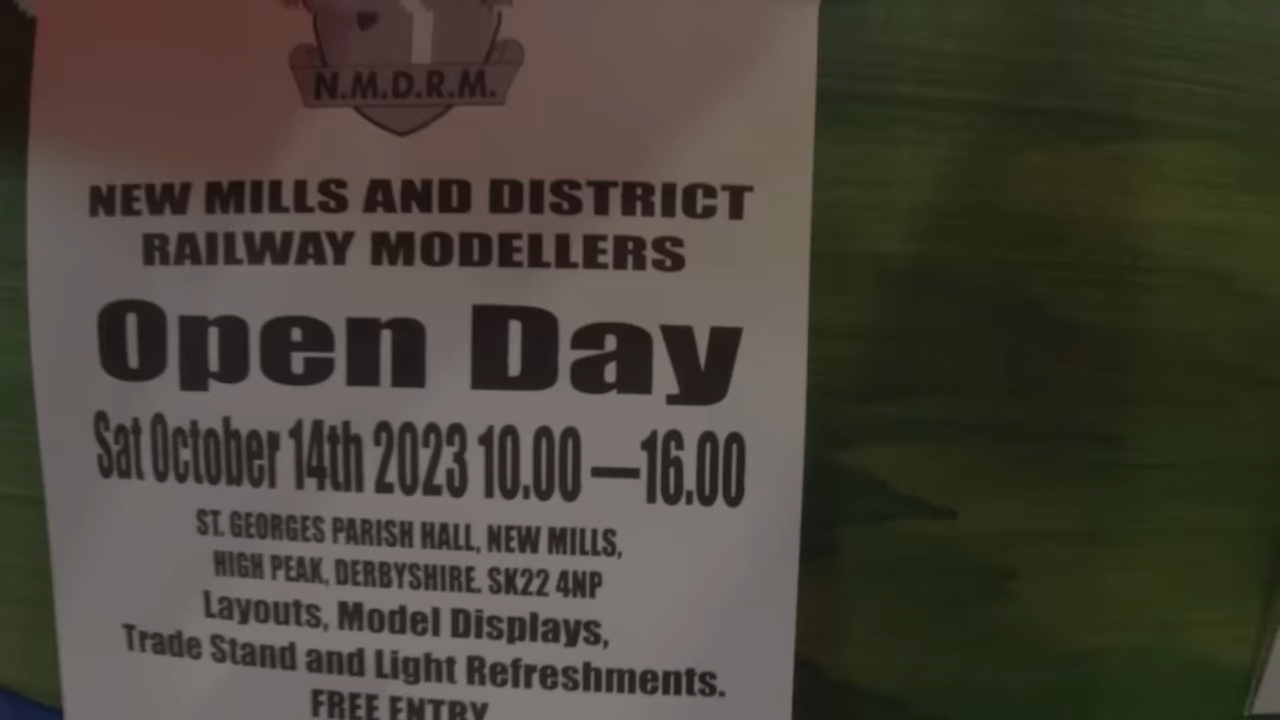 N.M.D.R.M.
NEW MILLS AND DISTRICT
RAILWAY MODELLERS
Open Day
Sat October 14th 2023 10.00 —16.00
ST. GEORGES PARISH HALL, NEW MILLS,
HIGH PEAK, DERBYSHIRE. SK22 4NP
Layouts, Model Displays,
Trade Stand and Light Refreshments.
FREE ENTRY